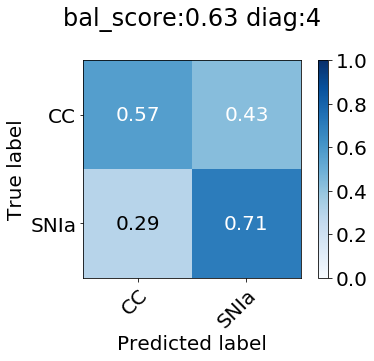 bal_score:0.63 diag:4
True label
CC
SNIa
0.57 0.43
0.29 0.71
CC
SNIa
Predicted label
1.0
0.8
0.6
0.4
0.2
0.0